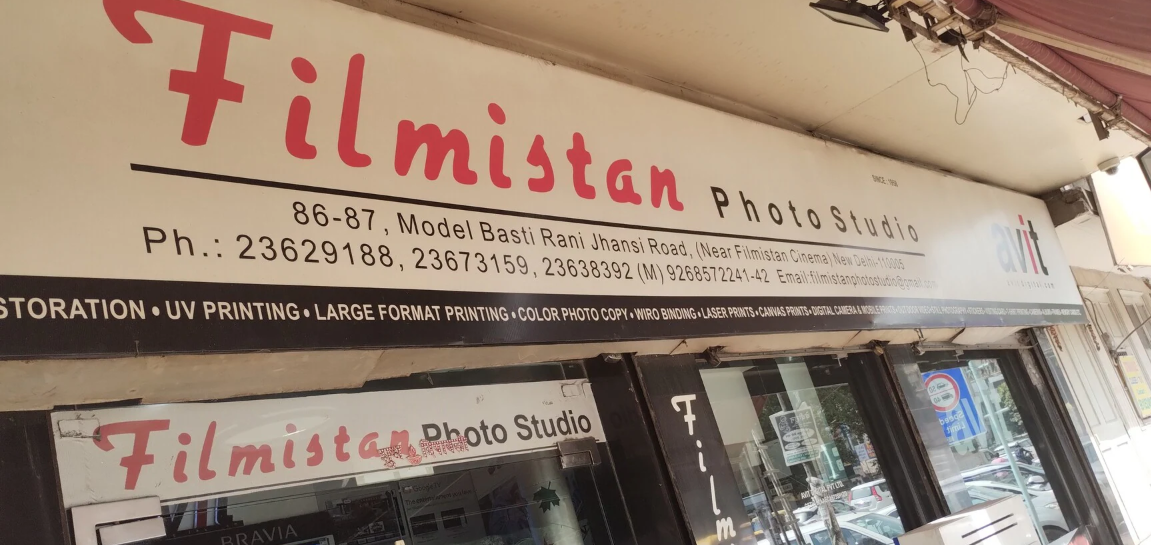 Filmistan Photo Studio
SINCE 1958
86-87, Model Basti Rani Jhansi Road, (Near Filmistan Cinema) New Delhi-110005
Ph.: 23629188, 23673159, 23638392 (M) 9268572241-42 Email:filmistanphotostudio@gmail.com
avit
STORATION • UV PRINTING • LARGE FORMAT PRINTING • COLOR PHOTO COPY • WIRO BINDING • LASER PRINTS • CANVAS PRINTS • DIGITAL CAMERA & MOBILE PRINTS
Filmistan Photo Studio
Film
BRAVIA